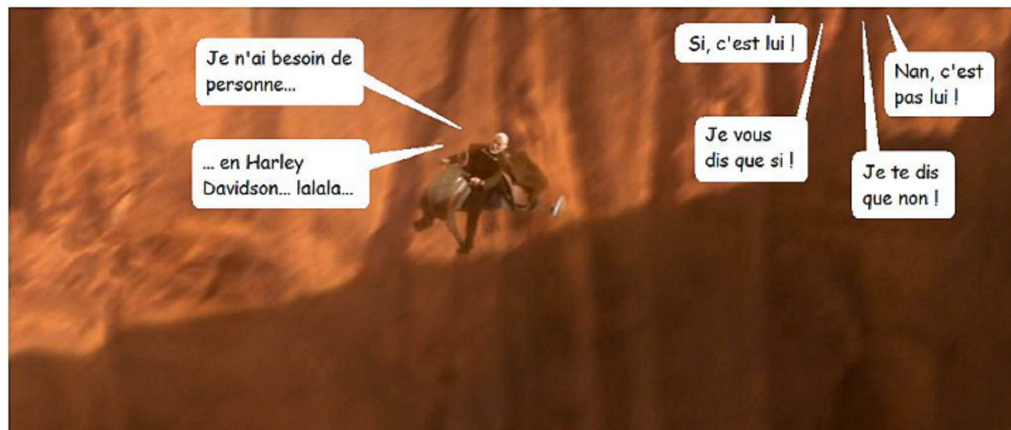 Je n'ai besoin de
personne...
... en Harley
Davidson... lalala...
Si, c'est lui !
Nan, c'est
pas lui !
Je vous
dis que si !
Je te dis
que non !